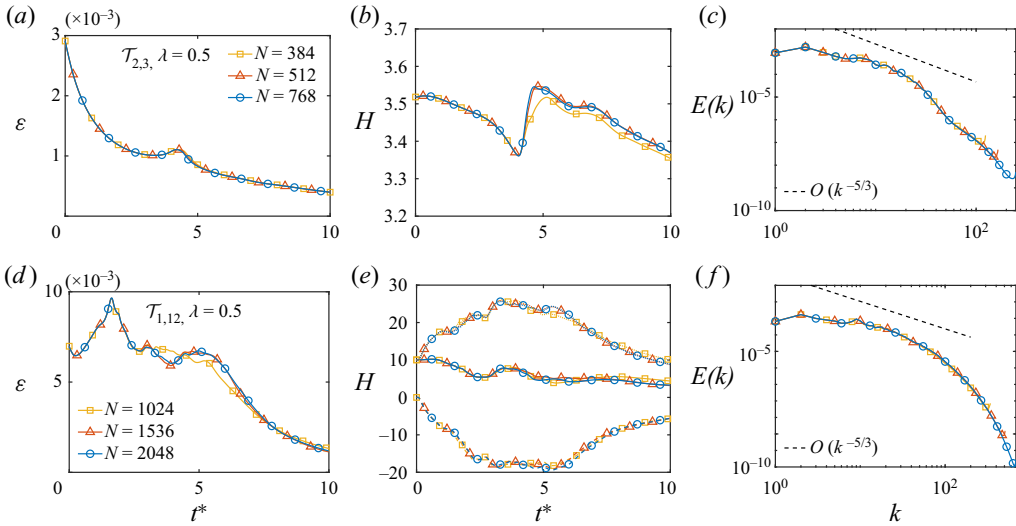 (a) (×10⁻³)
3
2
1
ε
0 5 10
𝒯₂,₃, λ = 0.5
N = 384
N = 512
N = 768
(b)
3.6
3.5
3.4
3.3
3.2
H
0 5 10
(c)
E(k)
10⁻⁵
10⁻¹⁰
10⁰ 10²
O (k⁻⁵/³)
(d) (×10⁻³)
10
5
0
ε
0 5 10
t*
𝒯₁,₁₂, λ = 0.5
N = 1024
N = 1536
N = 2048
(e)
30
20
10
0
−10
−20
H
0 5 10
t*
(f)
E(k)
10⁻⁵
10⁻¹⁰
10⁰ 10²
k
O (k⁻⁵/³)